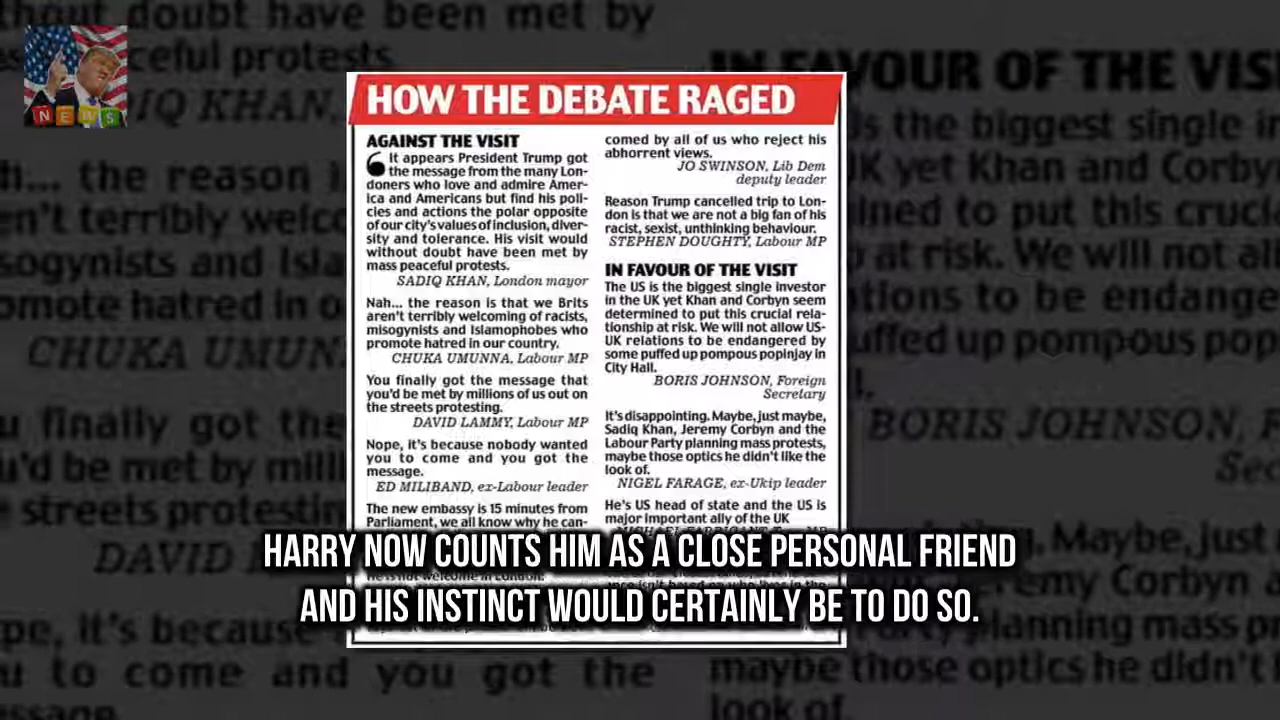 NEWS
HOW THE DEBATE RAGED
AGAINST THE VISIT
It appears President Trump got
the message from the many Lon-
doners who love and admire Amer-
ica and Americans but find his poli-
cies and actions the polar opposite
of our city's values of inclusion, diver-
sity and tolerance. His visit would
without doubt have been met by
mass peaceful protests.
SADIQ KHAN, London mayor
Nah... the reason is that we Brits
aren't terribly welcoming of racists,
misogynists and Islamophobes who
promote hatred in our country.
CHUKA UMUNNA, Labour MP
You finally got the message that
you'd be met by millions of us out on
the streets protesting.
DAVID LAMMY, Labour MP
Nope, it's because nobody wanted
you to come and you got the
message.
ED MILIBAND, ex-Labour leader
The new embassy is 15 minutes from
Parliament, we all know why he can-
He is not welcome in London.
comed by all of us who reject his
abhorrent views.
JO SWINSON, Lib Dem
deputy leader
Reason Trump cancelled trip to Lon-
don is that we are not a big fan of his
racist, sexist, unthinking behaviour.
STEPHEN DOUGHTY, Labour MP
IN FAVOUR OF THE VISIT
The US is the biggest single investor
in the UK yet Khan and Corbyn seem
determined to put this crucial rela-
tionship at risk. We will not allow US-
UK relations to be endangered by
some puffed up pompous popinjay in
City Hall.
BORIS JOHNSON, Foreign
Secretary
It's disappointing. Maybe, just maybe,
Sadiq Khan, Jeremy Corbyn and the
Labour Party planning mass protests,
maybe those optics he didn't like the
look of.
NIGEL FARAGE, ex-Ukip leader
He's US head of state and the US is
major important ally of the UK
HARRY NOW COUNTS HIM AS A CLOSE PERSONAL FRIEND
AND HIS INSTINCT WOULD CERTAINLY BE TO DO SO.